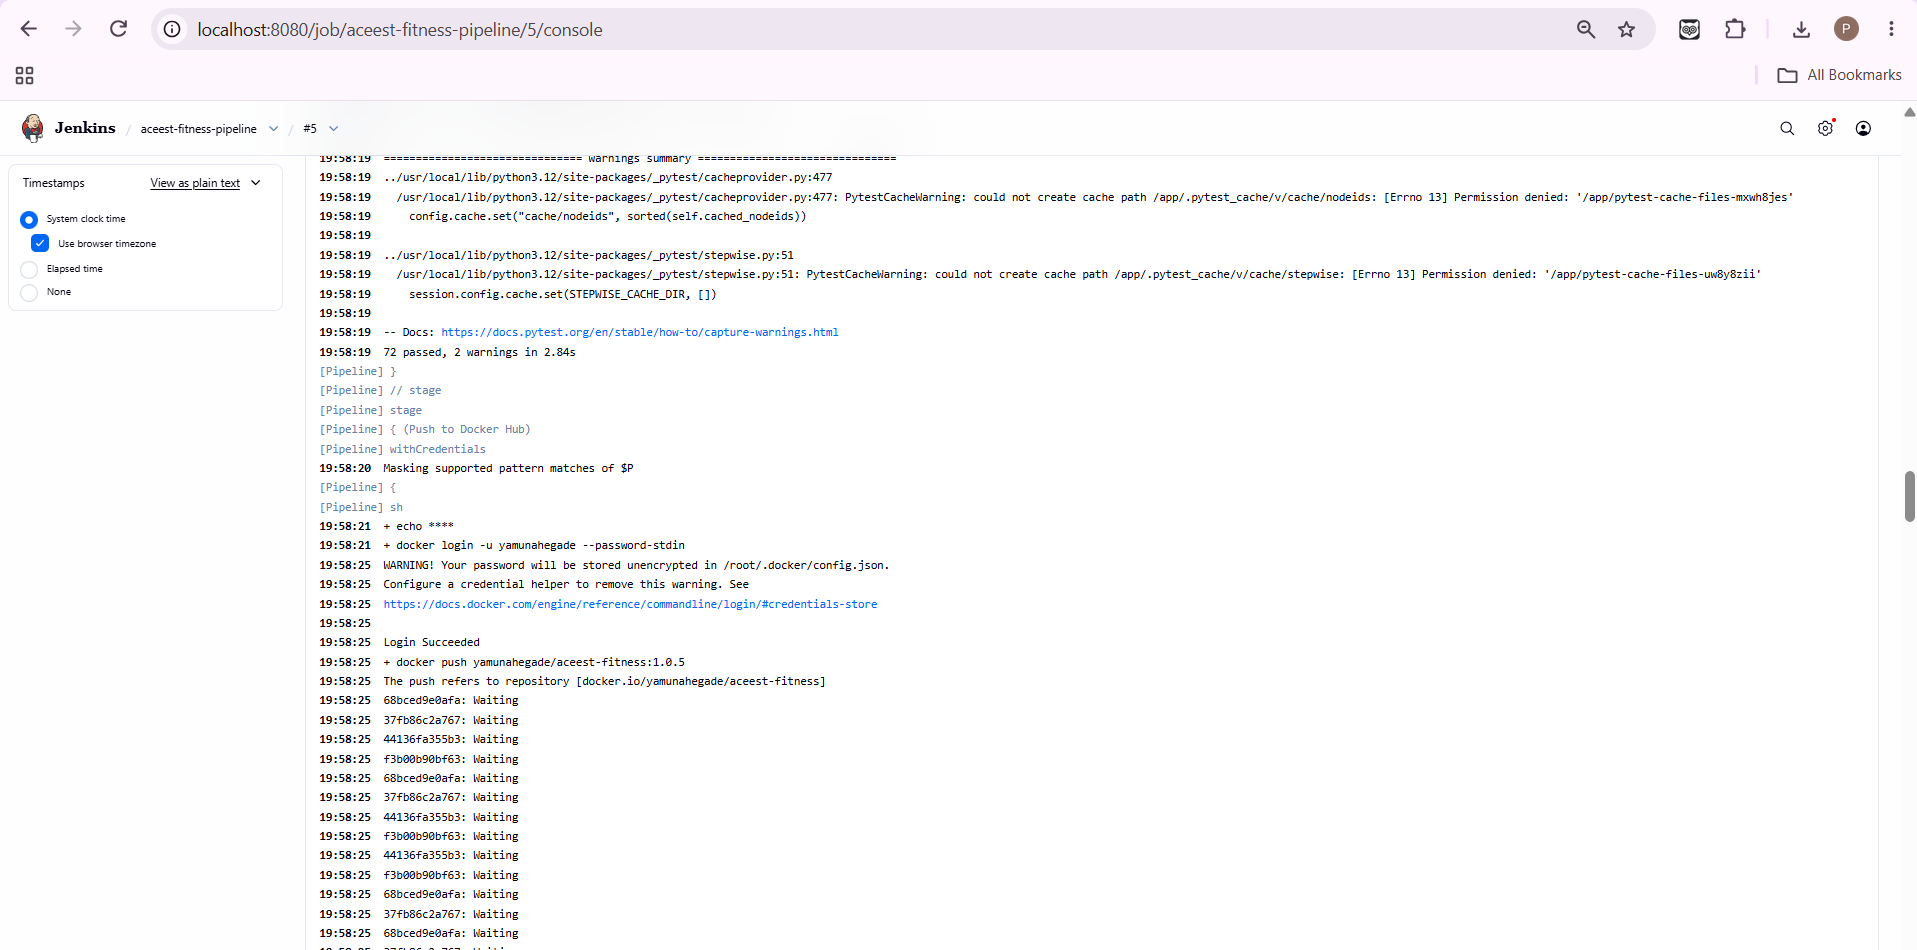 localhost:8080/job/aceest-fitness-pipeline/5/console
P
All Bookmarks
Jenkins / aceest-fitness-pipeline / #5
Timestamps
View as plain text
System clock time
Use browser timezone
Elapsed time
None
19:58:19 =============================== warnings summary ===============================
19:58:19 ../usr/local/lib/python3.12/site-packages/_pytest/cacheprovider.py:477
19:58:19 /usr/local/lib/python3.12/site-packages/_pytest/cacheprovider.py:477: PytestCacheWarning: could not create cache path /app/.pytest_cache/v/cache/nodeids: [Errno 13] Permission denied: '/app/pytest-cache-files-mxwh8jes'
19:58:19 config.cache.set("cache/nodeids", sorted(self.cached_nodeids))
19:58:19
19:58:19 ../usr/local/lib/python3.12/site-packages/_pytest/stepwise.py:51
19:58:19 /usr/local/lib/python3.12/site-packages/_pytest/stepwise.py:51: PytestCacheWarning: could not create cache path /app/.pytest_cache/v/cache/stepwise: [Errno 13] Permission denied: '/app/pytest-cache-files-uw8y8zii'
19:58:19 session.config.cache.set(STEPWISE_CACHE_DIR, [])
19:58:19
19:58:19 -- Docs: https://docs.pytest.org/en/stable/how-to/capture-warnings.html
19:58:19 72 passed, 2 warnings in 2.84s
[Pipeline] }
[Pipeline] // stage
[Pipeline] stage
[Pipeline] { (Push to Docker Hub)
[Pipeline] withCredentials
19:58:20 Masking supported pattern matches of $P
[Pipeline] {
[Pipeline] sh
19:58:21 + echo ****
19:58:21 + docker login -u yamunahegade --password-stdin
19:58:25 WARNING! Your password will be stored unencrypted in /root/.docker/config.json.
19:58:25 Configure a credential helper to remove this warning. See
19:58:25 https://docs.docker.com/engine/reference/commandline/login/#credentials-store
19:58:25
19:58:25 Login Succeeded
19:58:25 + docker push yamunahegade/aceest-fitness:1.0.5
19:58:25 The push refers to repository [docker.io/yamunahegade/aceest-fitness]
19:58:25 68bced9e0afa: Waiting
19:58:25 37fb86c2a767: Waiting
19:58:25 44136fa355b3: Waiting
19:58:25 f3b00b90bf63: Waiting
19:58:25 68bced9e0afa: Waiting
19:58:25 37fb86c2a767: Waiting
19:58:25 44136fa355b3: Waiting
19:58:25 f3b00b90bf63: Waiting
19:58:25 44136fa355b3: Waiting
19:58:25 f3b00b90bf63: Waiting
19:58:25 68bced9e0afa: Waiting
19:58:25 37fb86c2a767: Waiting
19:58:25 68bced9e0afa: Waiting